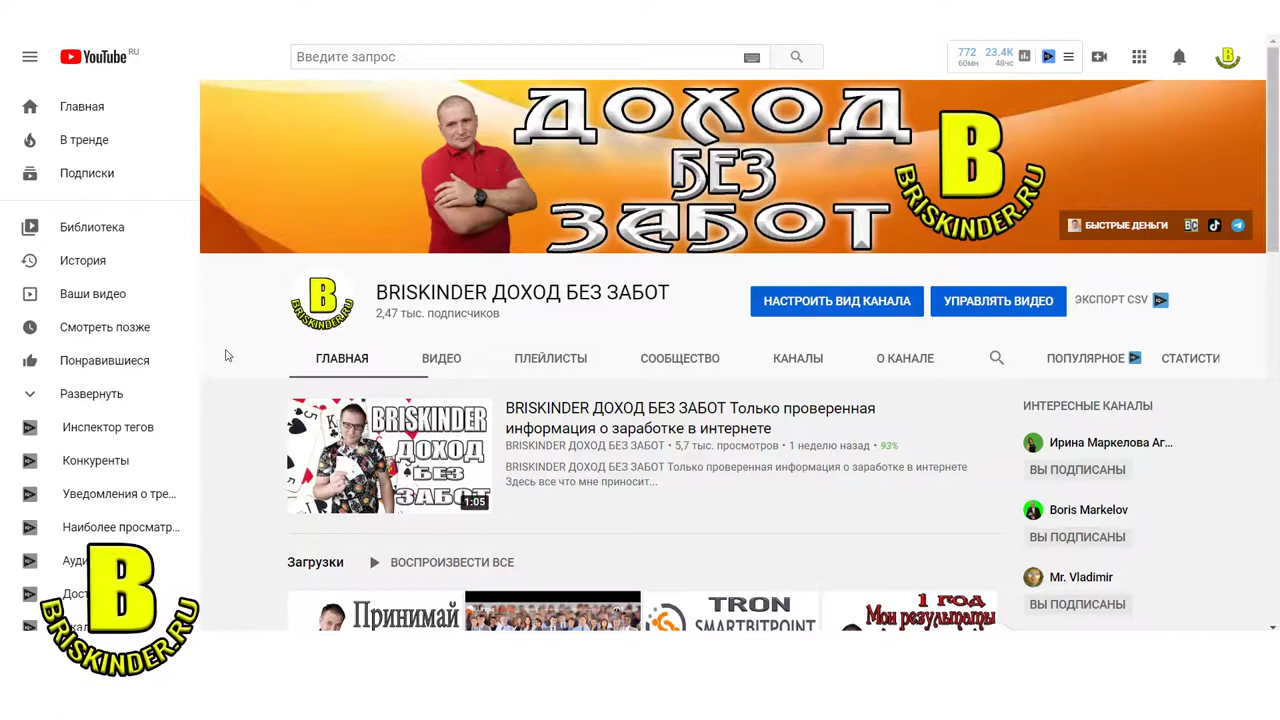 YouTube RU
Введите запрос
772
60мн
23.4K
48чс
Главная
В тренде
Подписки
Библиотека
История
Ваши видео
Смотреть позже
Понравившиеся
Развернуть
Инспектор тегов
Конкуренты
Уведомления о тре...
Наиболее просматр...
Ауди
Дос
B
BRISKINDER.RU
ДОХОД
БЕЗ
ЗАБОТ
B
BRISKINDER.RU
БЫСТРЫЕ ДЕНЬГИ
B
BRISKINDER.RU
BRISKINDER ДОХОД БЕЗ ЗАБОТ
2,47 тыс. подписчиков
НАСТРОИТЬ ВИД КАНАЛА
УПРАВЛЯТЬ ВИДЕО
ЭКСПОРТ CSV
ГЛАВНАЯ
ВИДЕО
ПЛЕЙЛИСТЫ
СООБЩЕСТВО
КАНАЛЫ
О КАНАЛЕ
ПОПУЛЯРНОЕ
СТАТИСТИ
BRISKINDER
ДОХОД
БЕЗ
ЗАБОТ
1:05
BRISKINDER ДОХОД БЕЗ ЗАБОТ Только проверенная
информация о заработке в интернете
BRISKINDER ДОХОД БЕЗ ЗАБОТ • 5,7 тыс. просмотров • 1 неделю назад • 93%
BRISKINDER ДОХОД БЕЗ ЗАБОТ Только проверенная информация о заработке в интернете
Здесь все что мне приносит...
ИНТЕРЕСНЫЕ КАНАЛЫ
Ирина Маркелова Аг...
ВЫ ПОДПИСАНЫ
Boris Markelov
ВЫ ПОДПИСАНЫ
Mr. Vladimir
ВЫ ПОДПИСАНЫ
Загрузки
ВОСПРОИЗВЕСТИ ВСЕ
Принимай
TRON
SMARTBITPOINT
1 ГОД
Мои результаты